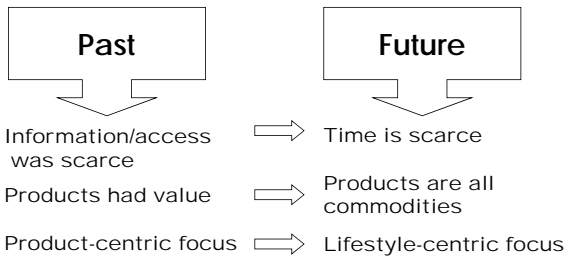 Past
Future
Information/access
was scarce
Time is scarce
Products had value
Products are all
commodities
Product-centric focus
Lifestyle-centric focus